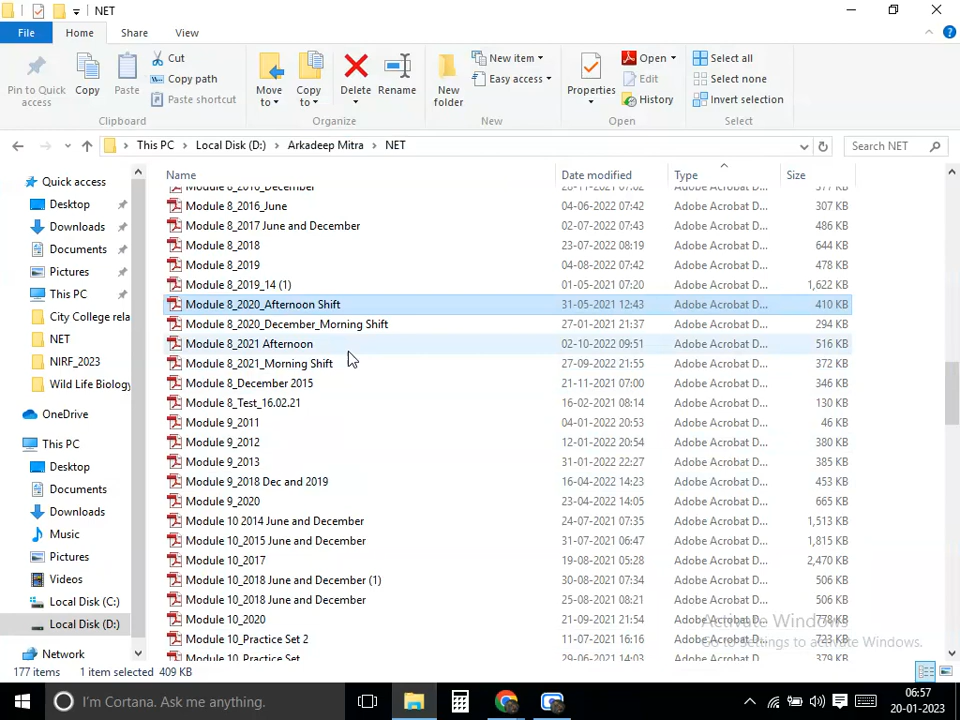 NET
File Home Share View
Pin to Quick access
Copy
Paste
Cut
Copy path
Paste shortcut
Clipboard
Move to
Copy to
Delete
Rename
Organize
New folder
New item
Easy access
New
Properties
Open
Edit
History
Open
Select all
Select none
Invert selection
Select
This PC Local Disk (D:) Arkadeep Mitra NET
Search NET
Name Date modified Type Size
Quick access
Desktop
Downloads
Documents
Pictures
This PC
City College rela
NET
NIRF_2023
Wild Life Biology
OneDrive
This PC
Desktop
Documents
Downloads
Music
Pictures
Videos
Local Disk (C:)
Local Disk (D:)
Network
Module 8_2016_June 04-06-2022 07:42 Adobe Acrobat D... 307 KB
Module 8_2017 June and December 02-07-2022 07:43 Adobe Acrobat D... 486 KB
Module 8_2018 23-07-2022 08:19 Adobe Acrobat D... 644 KB
Module 8_2019 04-08-2022 07:42 Adobe Acrobat D... 478 KB
Module 8_2019_14 (1) 01-05-2021 07:20 Adobe Acrobat D... 1,622 KB
Module 8_2020_Afternoon Shift 31-05-2021 12:43 Adobe Acrobat D... 410 KB
Module 8_2020_December_Morning Shift 27-01-2021 21:37 Adobe Acrobat D... 294 KB
Module 8_2021 Afternoon 02-10-2022 09:51 Adobe Acrobat D... 516 KB
Module 8_2021_Morning Shift 27-09-2022 21:55 Adobe Acrobat D... 372 KB
Module 8_December 2015 21-11-2021 07:00 Adobe Acrobat D... 346 KB
Module 8_Test_16.02.21 16-02-2021 08:14 Adobe Acrobat D... 130 KB
Module 9_2011 04-01-2022 20:53 Adobe Acrobat D... 46 KB
Module 9_2012 12-01-2022 20:54 Adobe Acrobat D... 380 KB
Module 9_2013 31-01-2022 22:27 Adobe Acrobat D... 385 KB
Module 9_2018 Dec and 2019 16-04-2022 14:23 Adobe Acrobat D... 453 KB
Module 9_2020 23-04-2022 14:05 Adobe Acrobat D... 665 KB
Module 10 2014 June and December 24-07-2021 07:35 Adobe Acrobat D... 1,513 KB
Module 10_2015 June and December 31-07-2021 06:47 Adobe Acrobat D... 1,815 KB
Module 10_2017 19-08-2021 05:28 Adobe Acrobat D... 2,470 KB
Module 10_2018 June and December (1) 30-08-2021 07:34 Adobe Acrobat D... 506 KB
Module 10_2018 June and December 25-08-2021 08:21 Adobe Acrobat D... 506 KB
Module 10_2020 21-09-2021 21:54 Adobe Acrobat D... 778 KB
Module 10_Practice Set 2 11-07-2021 16:16 Adobe Acrobat D... 723 KB
Module 10_Practice Set 29-06-2021 14:03 Adobe Acrobat D... 379 KB
Activate Windows
Go to Settings to activate Windows.
177 items 1 item selected 409 KB
I'm Cortana. Ask me anything.
06:57
20-01-2023